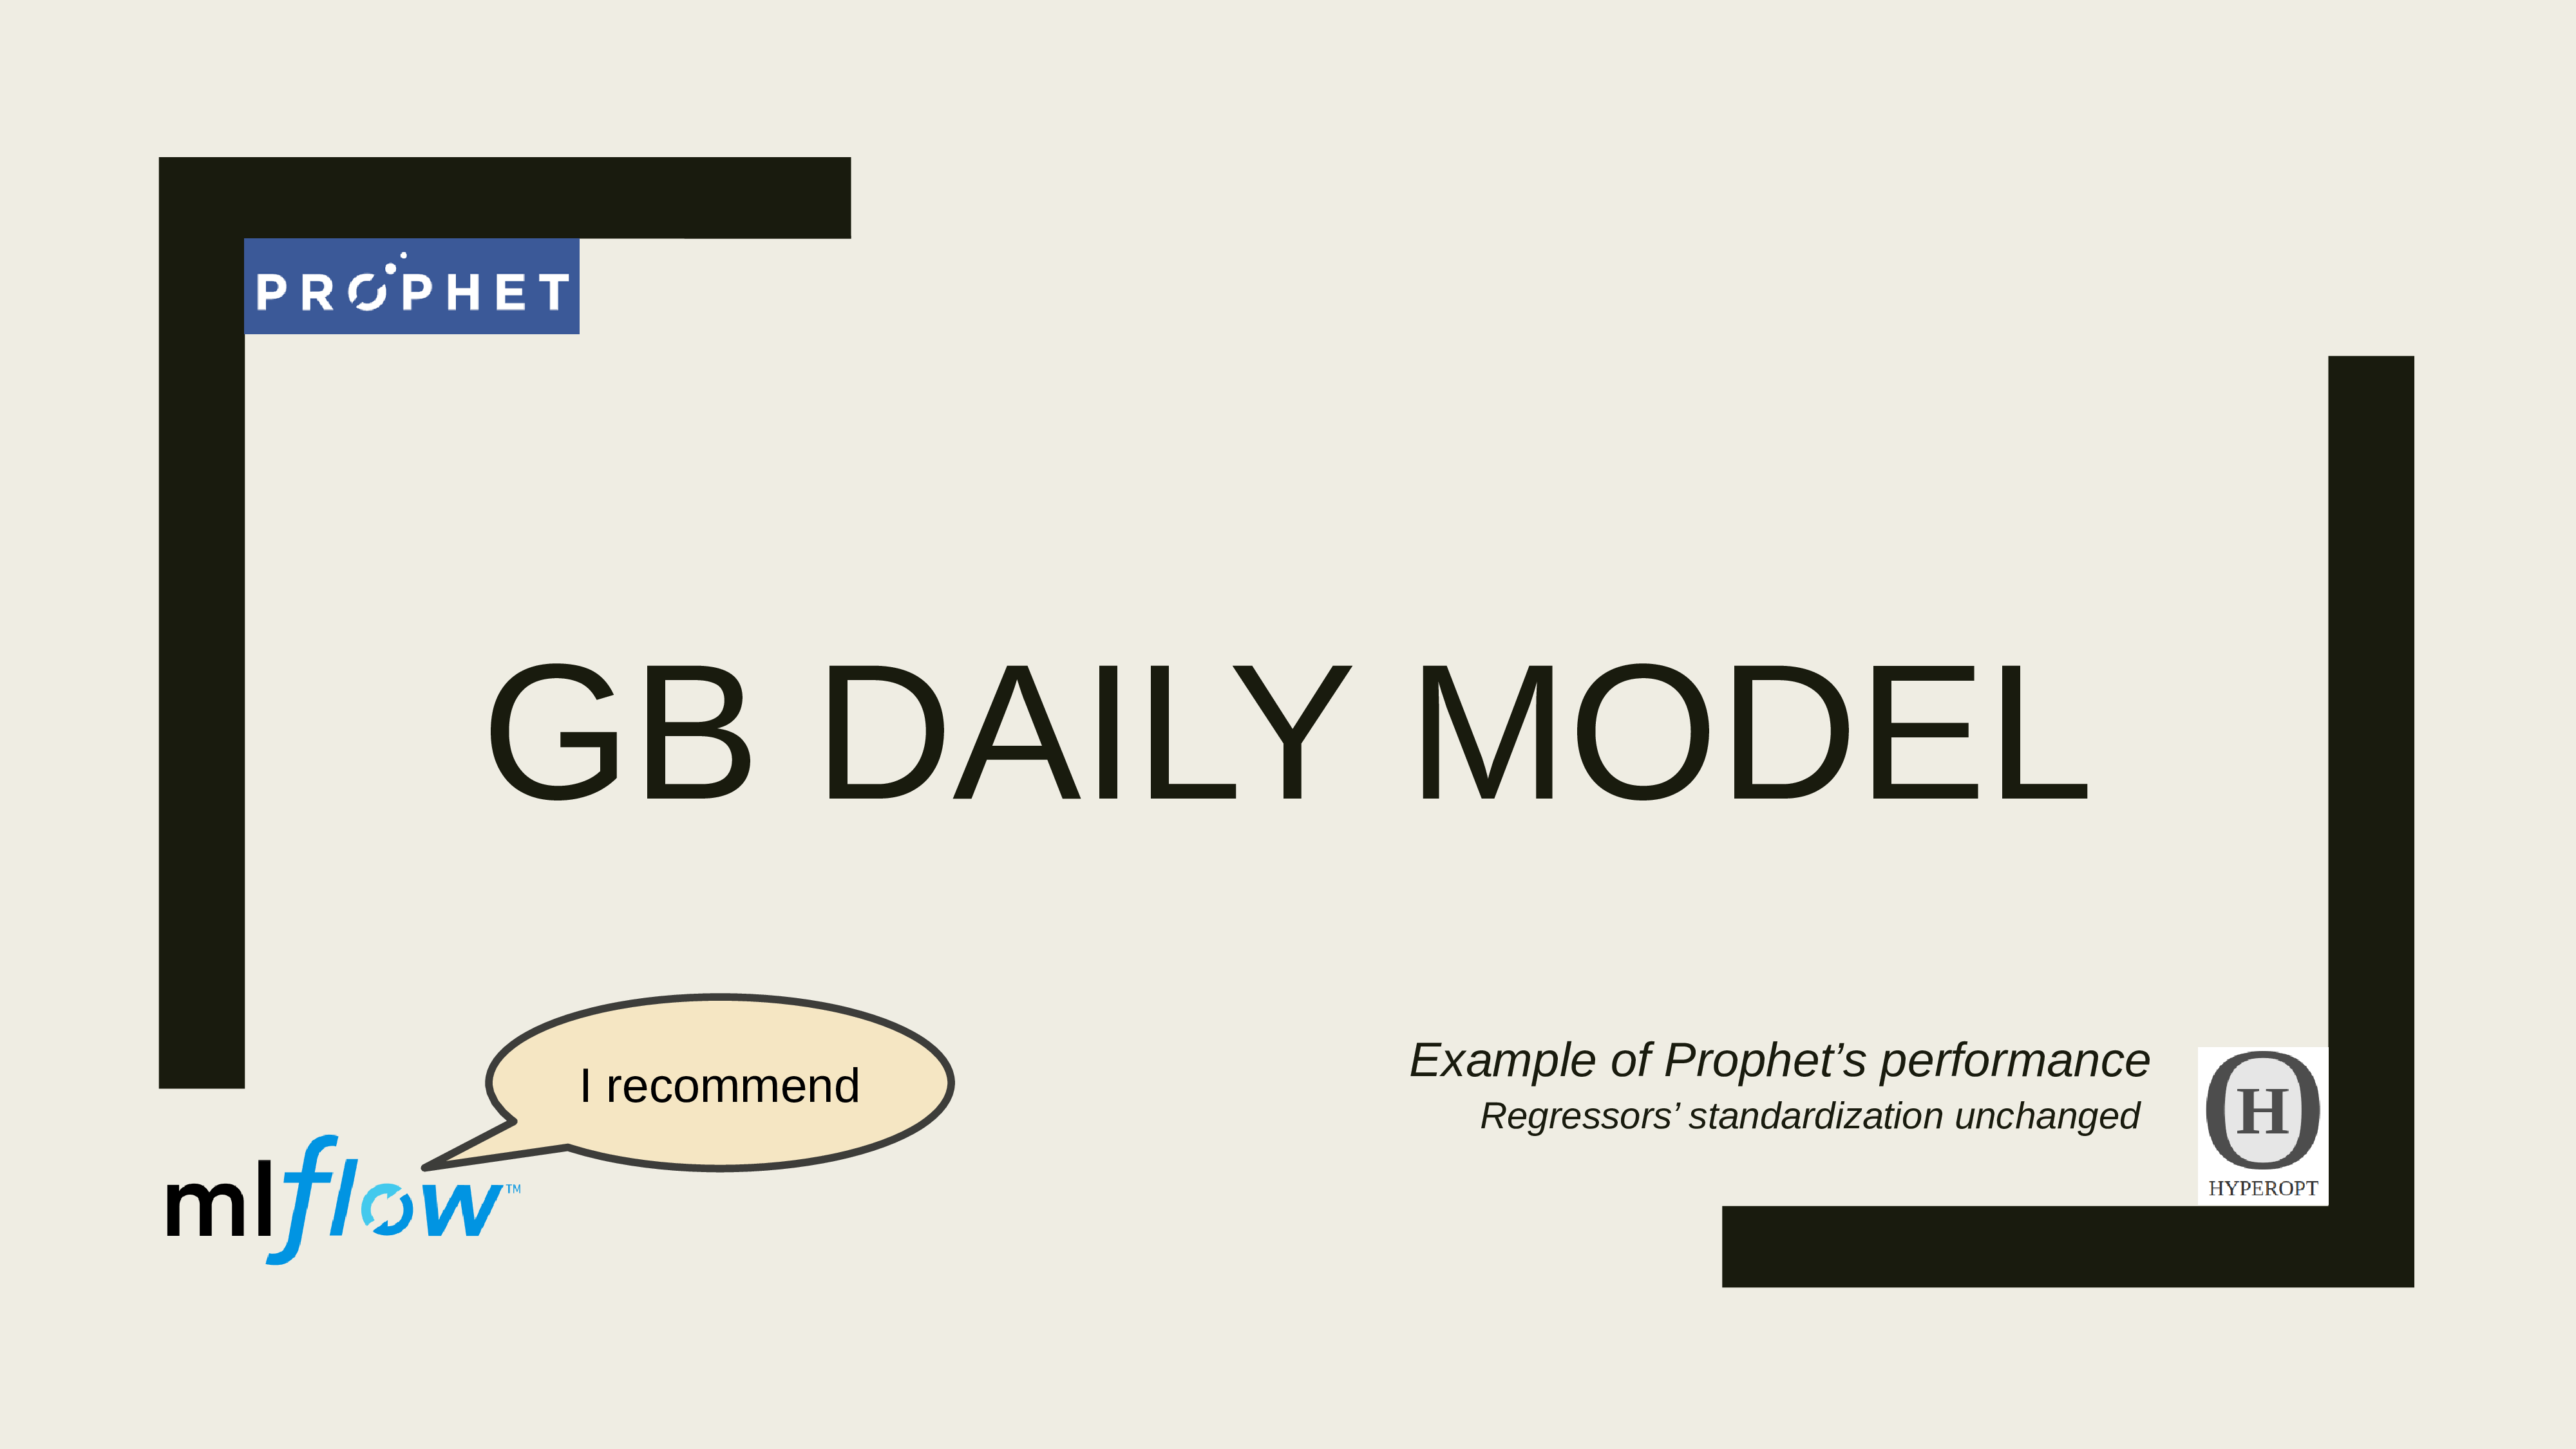 PROPHET
GB DAILY MODEL
I recommend
Example of Prophet’s performance
Regressors’ standardization unchanged
mlflow™
H
HYPEROPT